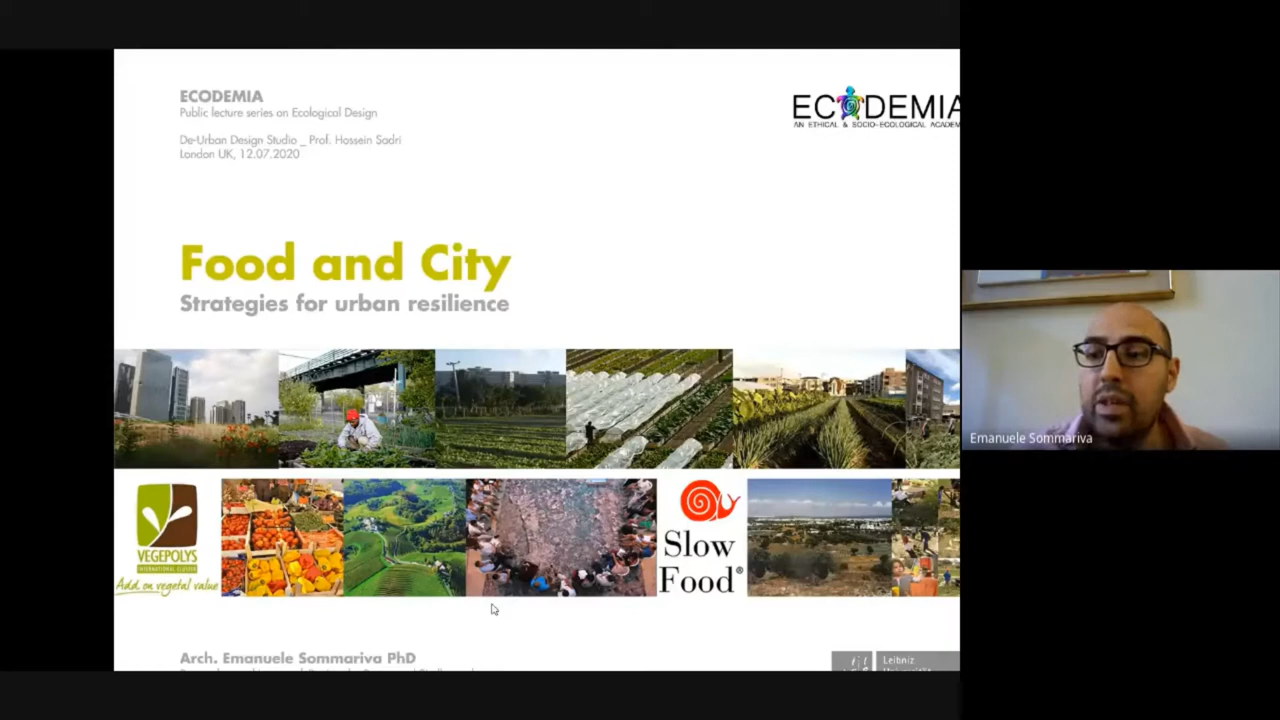 ECODEMIA
Public lecture series on Ecological Design
De-Urban Design Studio _ Prof. Hossein Sadri
London UK, 12.07.2020
ECODEMIA
AN ETHICAL & SOCIO-ECOLOGICAL ACADEM
Food and City
Strategies for urban resilience
VEGEPOLYS
INTERNATIONAL CLUSTER
Add on vegetal value
Slow
Food®
Emanuele Sommariva
Arch. Emanuele Sommariva PhD
Leibniz